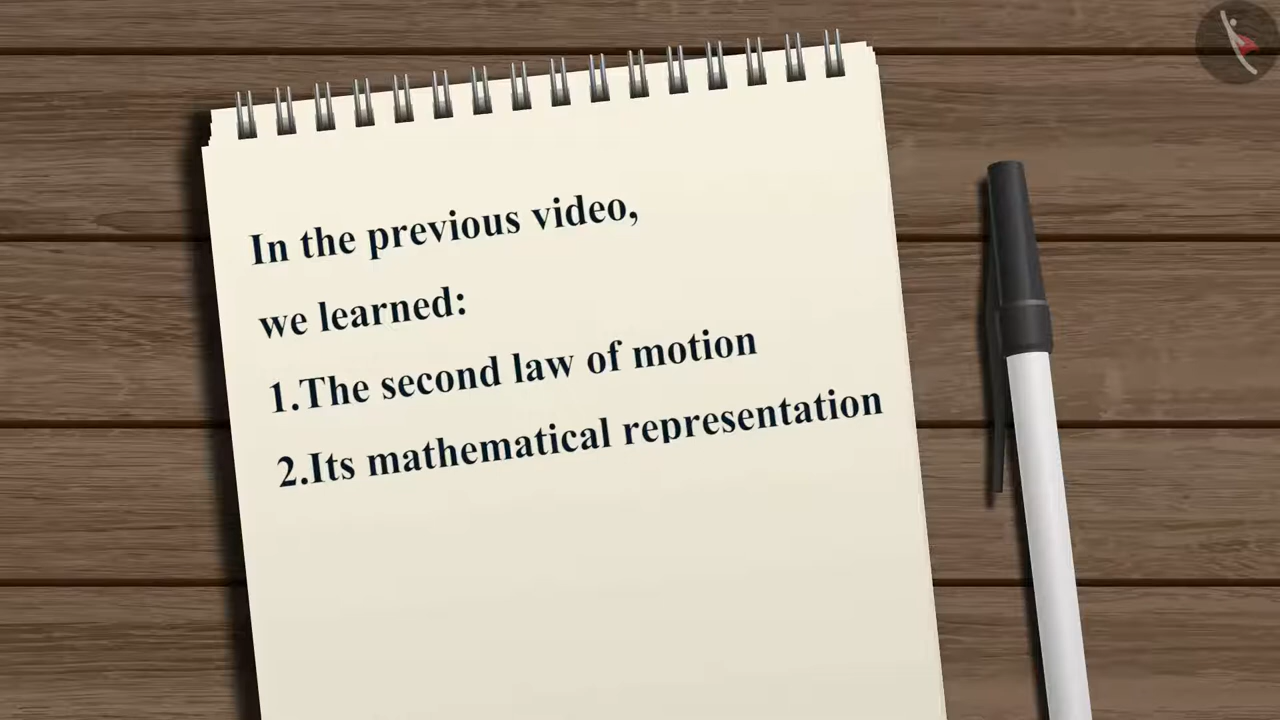 In the previous video,
we learned:
1.The second law of motion
2.Its mathematical representation